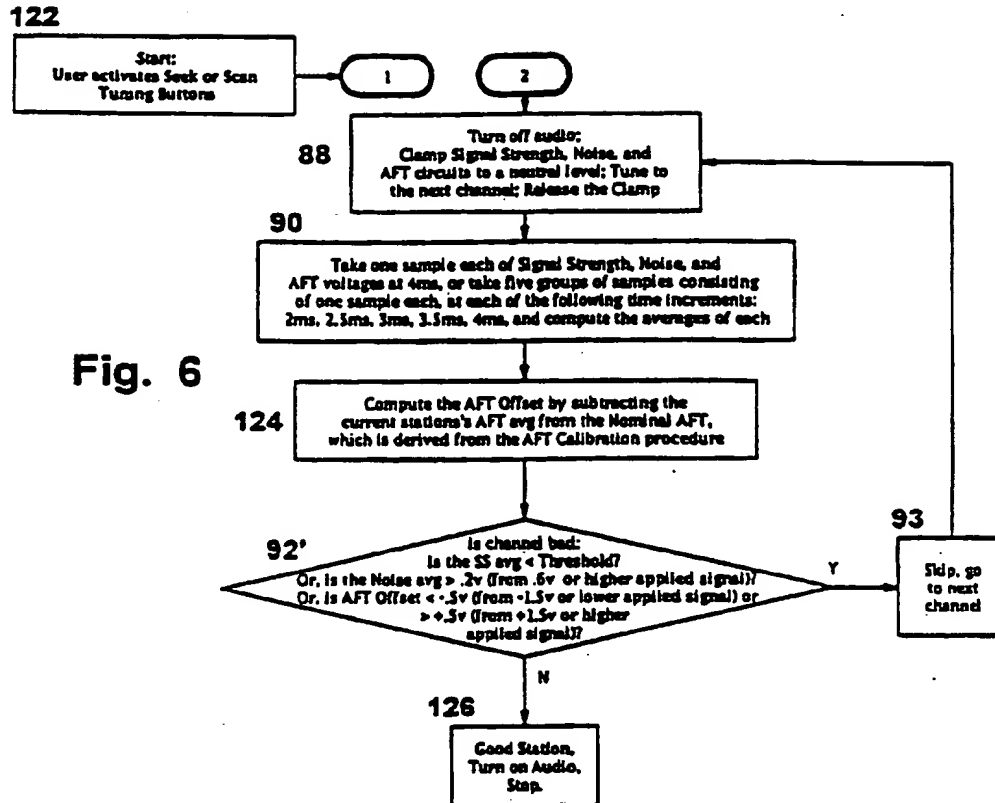 122
Start:
User activates Seek or Scan
Tuning Buttons
1
2
88
Turn off audio;
Clamp Signal Strength, Noise, and
AFT circuits to a neutral level; Tune to
the next channel; Release the Clamp
90
Take one sample each of Signal Strength, Noise, and
AFT voltages at 4ms, or take five groups of samples consisting
of one sample each, at each of the following time increments:
2ms, 2.5ms, 3ms, 3.5ms, 4ms, and compute the averages of each
Fig. 6
124
Compute the AFT Offset by subtracting the
current stations's AFT avg from the Nominal AFT,
which is derived from the AFT Calibration procedure
92'
Is channel bad:
Is the SS avg < Threshold?
Or, is the Noise avg > .2v (from .6v or higher applied signal)?
Or, is AFT Offset < -.5v (from -1.5v or lower applied signal) or
> +.5v (from +1.5v or higher
applied signal)?
Y
93
Skip, go
to next
channel
N
126
Good Station,
Turn on Audio,
Stop.